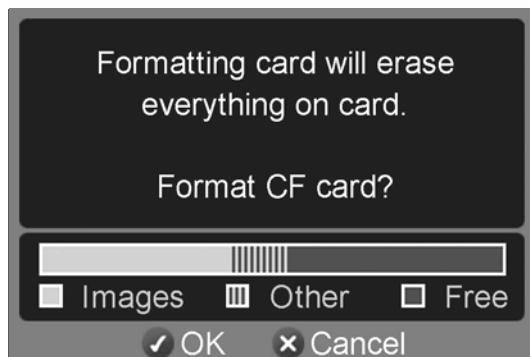 Formatting card will erase
everything on card.
Format CF card?
Images Other Free
OK Cancel